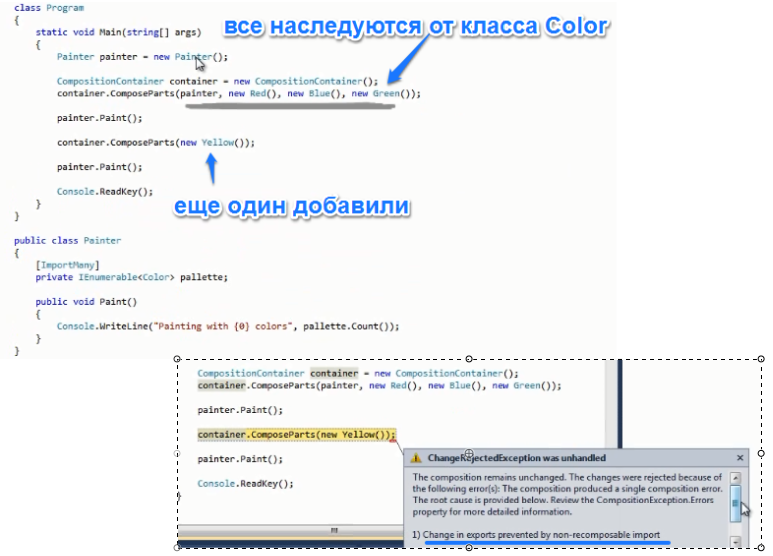 class Program
{
static void Main(string[] args)
{
Painter painter = new Painter();
все наследуются от класса Color
CompositionContainer container = new CompositionContainer();
container.ComposeParts(painter, new Red(), new Blue(), new Green());
painter.Paint();
container.ComposeParts(new Yellow());
painter.Paint();
Console.ReadKey();
}
}
еще один добавили
public class Painter
{
[ImportMany]
private IEnumerable<Color> pallette;
public void Paint()
{
Console.WriteLine("Painting with {0} colors", pallette.Count());
}
}
CompositionContainer container = new CompositionContainer();
container.ComposeParts(painter, new Red(), new Blue(), new Green());
painter.Paint();
container.ComposeParts(new Yellow());
painter.Paint();
Console.ReadKey();
ChangeRejectedException was unhandled
The composition remains unchanged. The changes were rejected because of
the following error(s): The composition produced a single composition error.
The root cause is provided below. Review the CompositionException.Errors
property for more detailed information.
1) Change in exports prevented by non-recomposable import